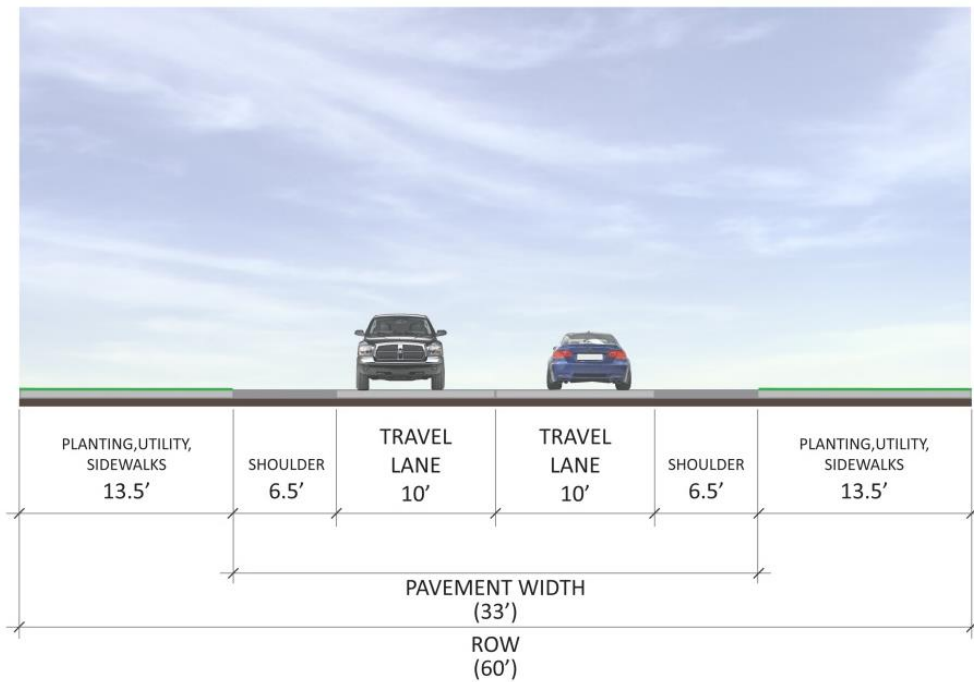 PLANTING,UTILITY,
SIDEWALKS
13.5’
SHOULDER
6.5’
TRAVEL
LANE
10’
TRAVEL
LANE
10’
SHOULDER
6.5’
PLANTING,UTILITY,
SIDEWALKS
13.5’
PAVEMENT WIDTH
(33’)
ROW
(60’)